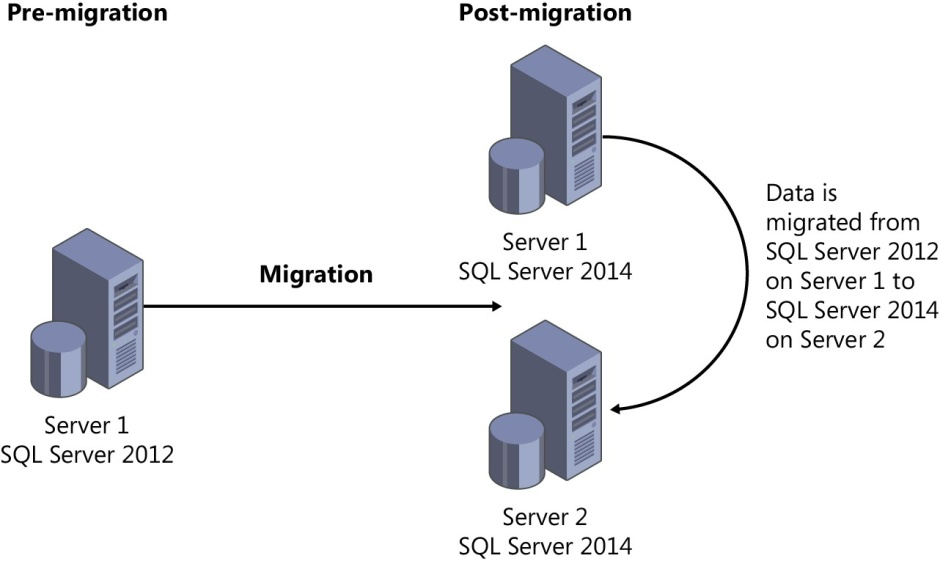 Pre-migration
Post-migration
Server 1
SQL Server 2014
Data is
migrated from
SQL Server 2012
on Server 1 to
SQL Server 2014
on Server 2
Migration
Server 1
SQL Server 2012
Server 2
SQL Server 2014